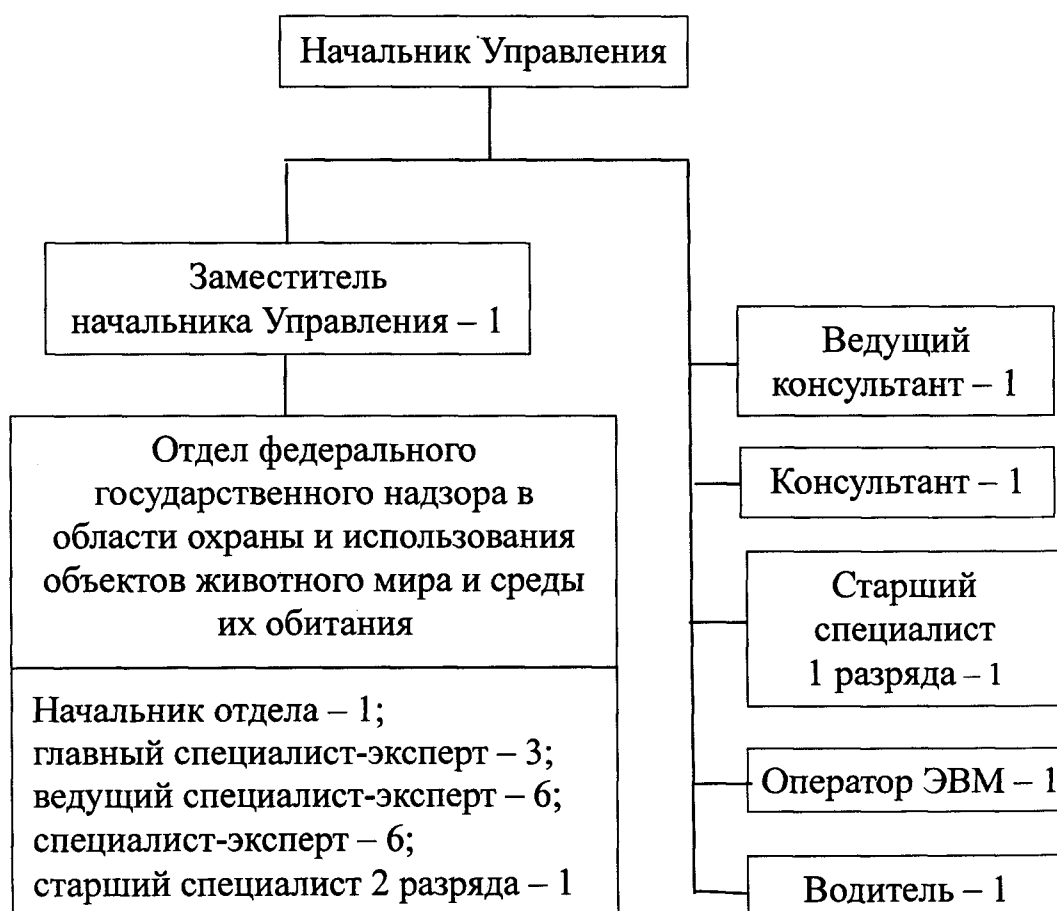 Начальник Управления
Заместитель
начальника Управления – 1
Отдел федерального
государственного надзора в
области охраны и использования
объектов животного мира и среды
их обитания
Начальник отдела – 1;
главный специалист-эксперт – 3;
ведущий специалист-эксперт – 6;
специалист-эксперт – 6;
старший специалист 2 разряда – 1
Ведущий
консультант – 1
Консультант – 1
Старший
специалист
1 разряда – 1
Оператор ЭВМ – 1
Водитель – 1